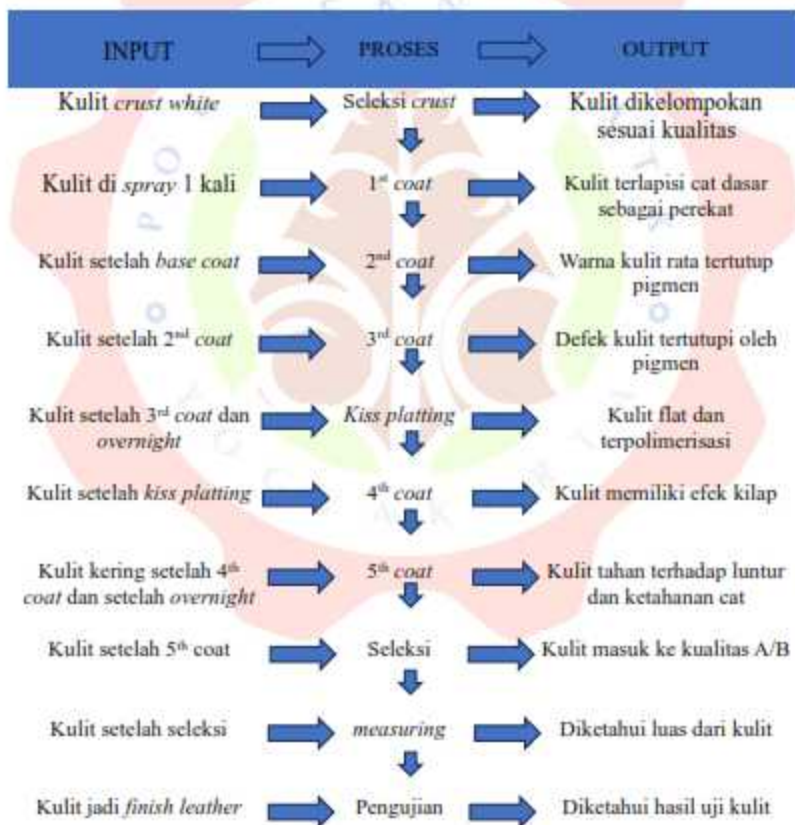 INPUT PROSES OUTPUT
Kulit crust white Seleksi crust Kulit dikelompokan
sesuai kualitas
Kulit di spray 1 kali 1st coat Kulit terlapisi cat dasar
sebagai perekat
Kulit setelah base coat 2nd coat Warna kulit rata tertutup
pigmen
Kulit setelah 2nd coat 3rd coat Defek kulit tertutupi oleh
pigmen
Kulit setelah 3rd coat dan
overnight
Kiss platting Kulit flat dan
terpolimerisasi
Kulit setelah kiss platting 4th coat Kulit memiliki efek kilap
Kulit kering setelah 4th
coat dan setelah overnight
5th coat Kulit tahan terhadap luntur
dan ketahanan cat
Kulit setelah 5th coat Seleksi Kulit masuk ke kualitas A/B
Kulit setelah seleksi measuring Diketahui luas dari kulit
Kulit jadi finish leather Pengujian Diketahui hasil uji kulit